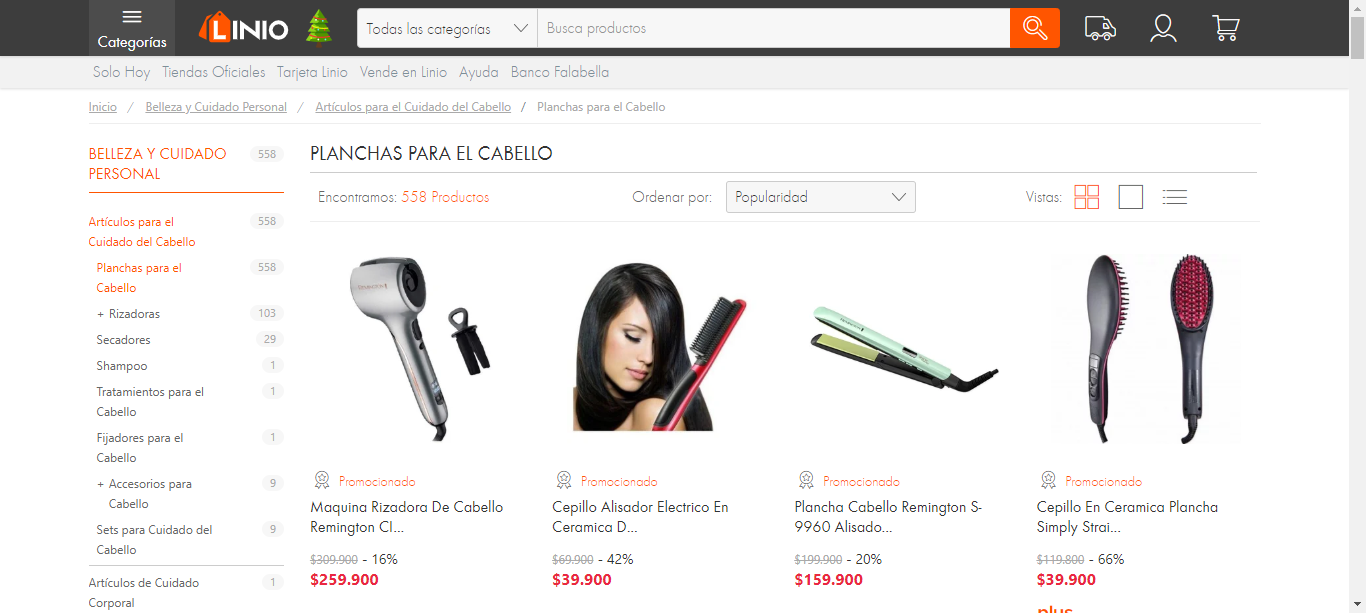 Categorías
LINIO
Todas las categorías
Busca productos
Solo Hoy Tiendas Oficiales Tarjeta Linio Vende en Linio Ayuda Banco Falabella
Inicio / Belleza y Cuidado Personal / Artículos para el Cuidado del Cabello / Planchas para el Cabello
BELLEZA Y CUIDADO 558
PERSONAL
Artículos para el 558
Cuidado del Cabello
Planchas para el 558
Cabello
+ Rizadoras 103
Secadores 29
Shampoo 1
Tratamientos para el 1
Cabello
Fijadores para el 1
Cabello
+ Accesorios para 9
Cabello
Sets para Cuidado del 9
Cabello
Artículos de Cuidado 1
Corporal
PLANCHAS PARA EL CABELLO
Encontramos: 558 Productos
Ordenar por: Popularidad
Vistas:
Promocionado
Maquina Rizadora De Cabello
Remington CI...
$309.900 - 16%
$259.900
Promocionado
Cepillo Alisador Electrico En
Ceramica D...
$69.900 - 42%
$39.900
Promocionado
Plancha Cabello Remington S-
9960 Alisado...
$199.900 - 20%
$159.900
Promocionado
Cepillo En Ceramica Plancha
Simply Strai...
$119.800 - 66%
$39.900
plus